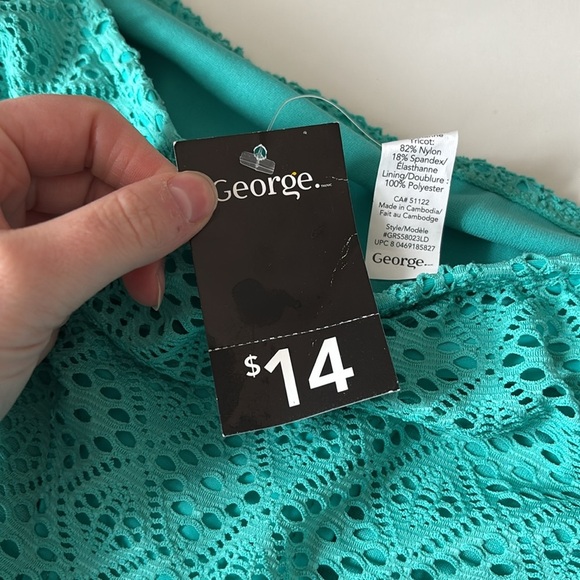 George.
$14
Tricot:
82% Nylon
18% Spandex/
Élasthanne
Lining/Doublure :
100% Polyester
CA# 51122
Made in Cambodia/
Fait au Cambodge
Style/Modèle
#GRS58023LD
UPC 8 0469185827
George.